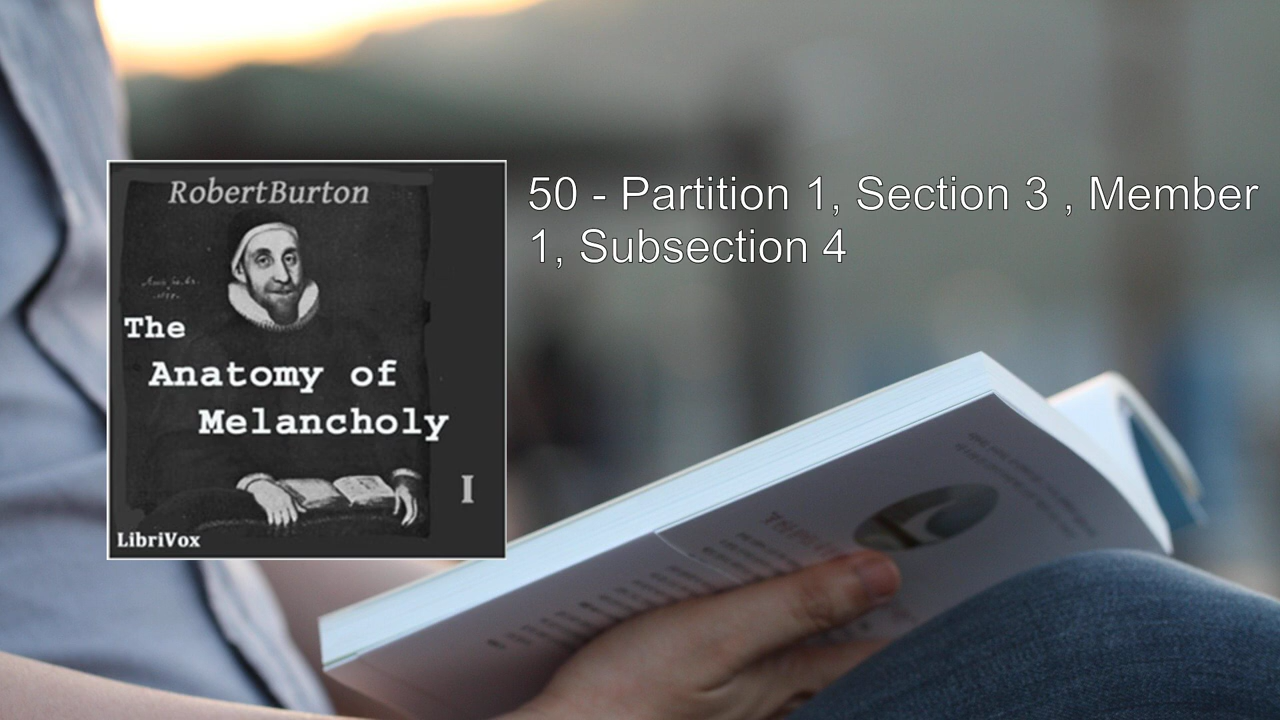 RobertBurton
The
Anatomy of
Melancholy
I
LibriVox
50 - Partition 1, Section 3 , Member
1, Subsection 4